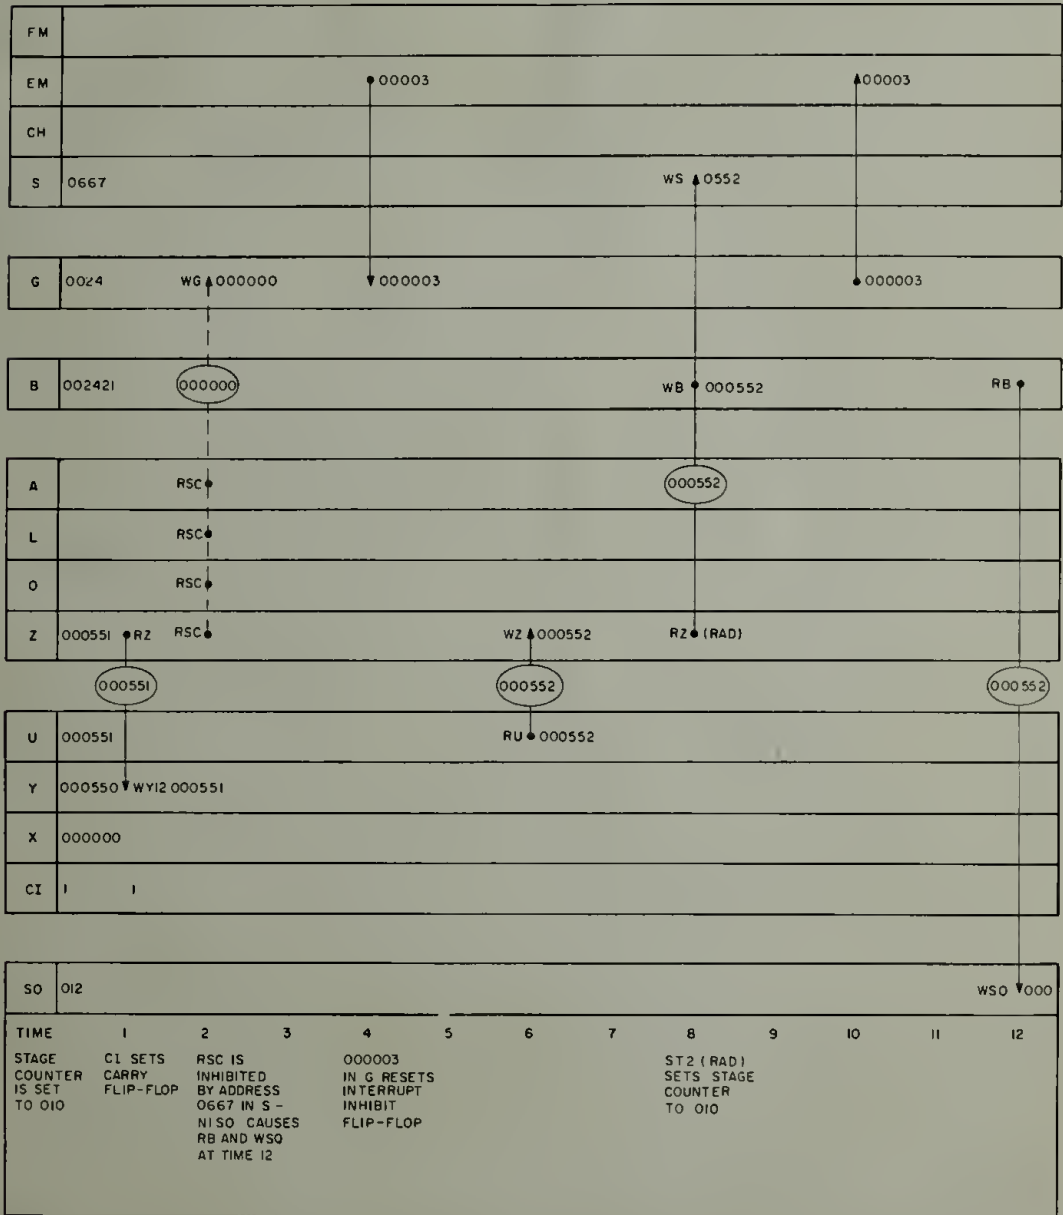 FM
EM 00003 00003
CH
S 0667 WS 0552
G 0024 WG 000000 000003 000003
B 002421 000000 WB 000552 RB
A RSC 000552
L RSC
O RSC
Z 000551 RZ RSC WZ 000552 RZ (RAD)
000551 000552 000552
U 000551 RU 000552
Y 000550 WY12 000551
X 000000
CI 1 1
SQ 012 WSQ 000
TIME 1 2 3 4 5 6 7 8 9 10 11 12
STAGE
COUNTER
IS SET
TO 010
CI SETS
CARRY
FLIP-FLOP
RSC IS
INHIBITED
BY ADDRESS
0667 IN S -
NISQ CAUSES
RB AND WSQ
AT TIME 12
000003
IN G RESETS
INTERRUPT
INHIBIT
FLIP-FLOP
ST2 (RAD)
SETS STAGE
COUNTER
TO 010